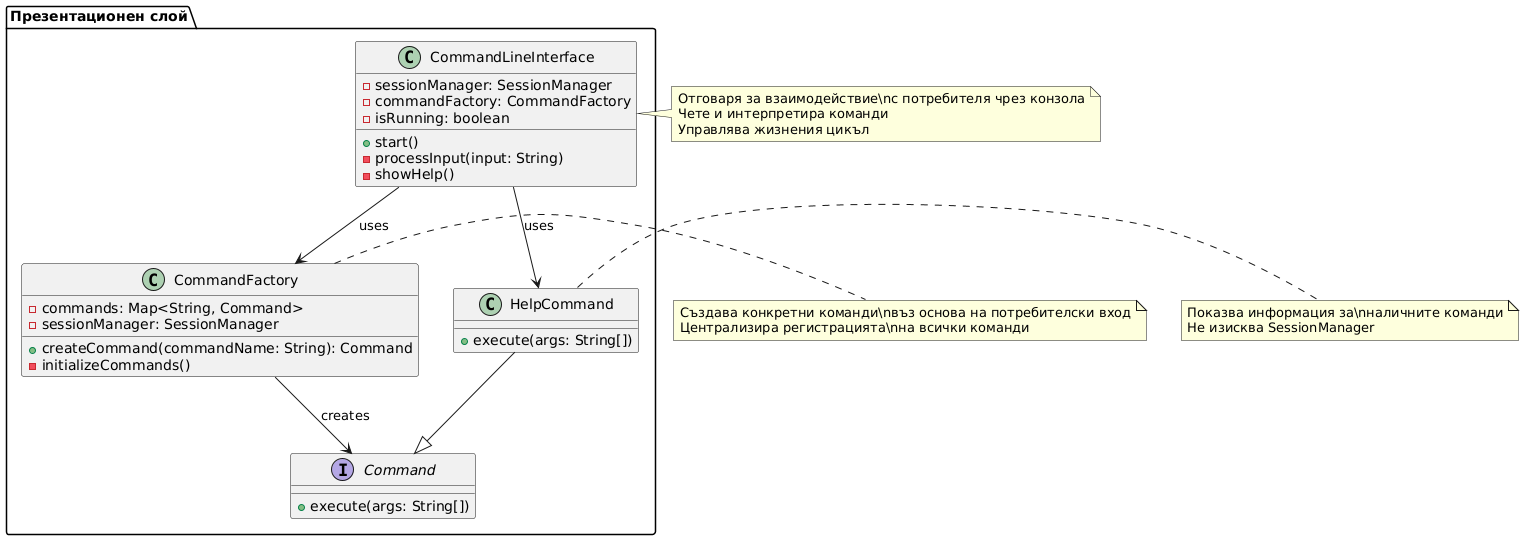 Презентационен слой
CommandLineInterface
sessionManager: SessionManager
commandFactory: CommandFactory
isRunning: boolean
start()
processInput(input: String)
showHelp()
Отговаря за взаимодействие\nс потребителя чрез конзола
Чете и интерпретира команди
Управлява жизнения цикъл
uses
uses
CommandFactory
commands: Map<String, Command>
sessionManager: SessionManager
createCommand(commandName: String): Command
initializeCommands()
HelpCommand
execute(args: String[])
Създава конкретни команди\nвъз основа на потребителски вход
Централизира регистрацията\nна всички команди
Показва информация за\nналичните команди
Не изисква SessionManager
creates
Command
execute(args: String[])